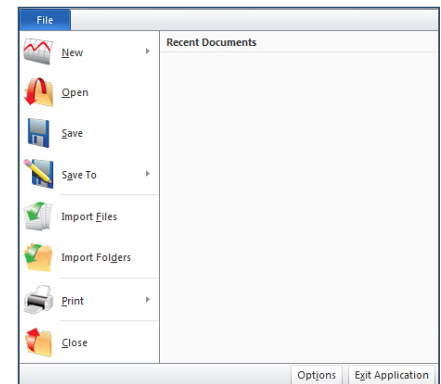 File
Recent Documents
New
Open
Save
Save To
Import Files
Import Folders
Print
Close
Options
Exit Application